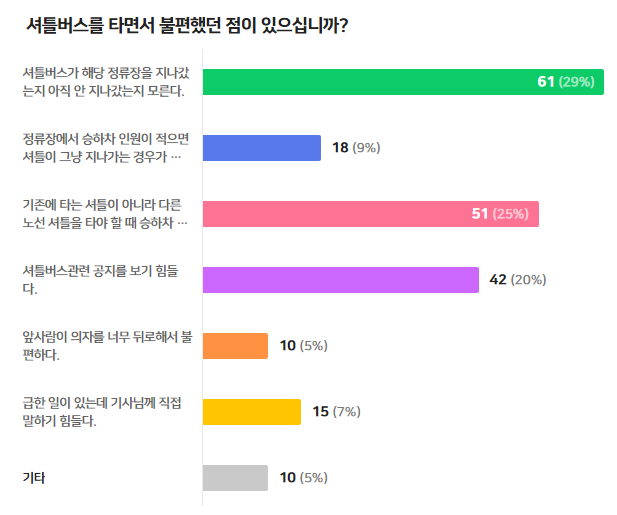 셔틀버스를 타면서 불편했던 점이 있으십니까?
셔틀버스가 해당 정류장을 지나갔
는지 아직 안 지나갔는지 모른다.
61 (29%)
정류장에서 승하차 인원이 적으면
셔틀이 그냥 지나가는 경우가 …
18 (9%)
기존에 타는 셔틀이 아니라 다른
노선 셔틀을 타야 할 때 승하차 …
51 (25%)
셔틀버스관련 공지를 보기 힘들
다.
42 (20%)
앞사람이 의자를 너무 뒤로해서 불
편하다.
10 (5%)
급한 일이 있는데 기사님께 직접
말하기 힘들다.
15 (7%)
기타
10 (5%)